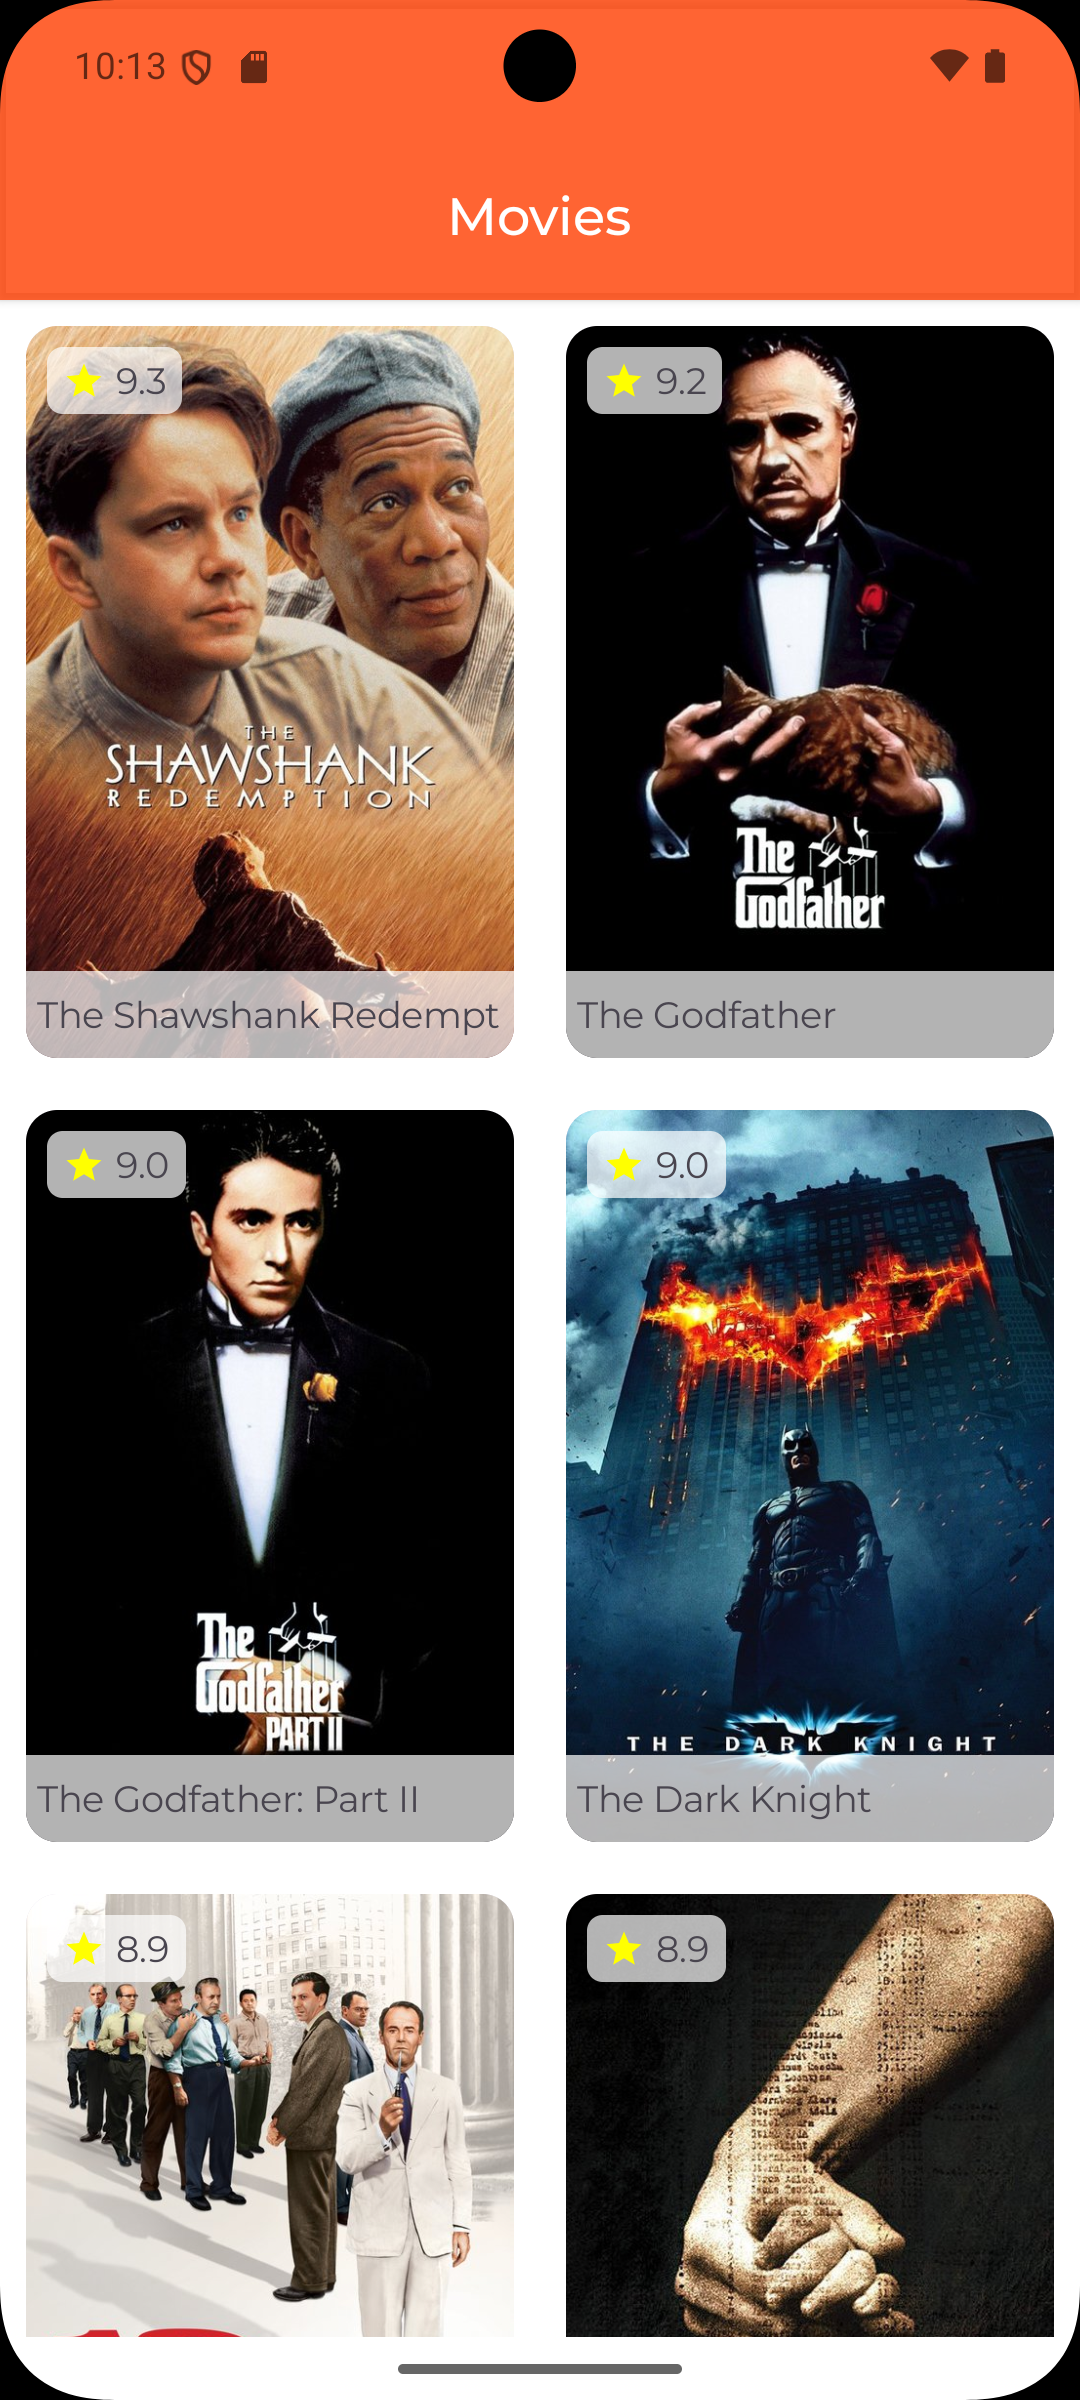 10:13
Movies
9.3
THE
SHAWSHANK
REDEMPTION
The Shawshank Redempt
9.2
The
Godfather
The Godfather
9.0
The
Godfather
PART II
The Godfather: Part II
9.0
THE DARK KNIGHT
The Dark Knight
8.9
8.9